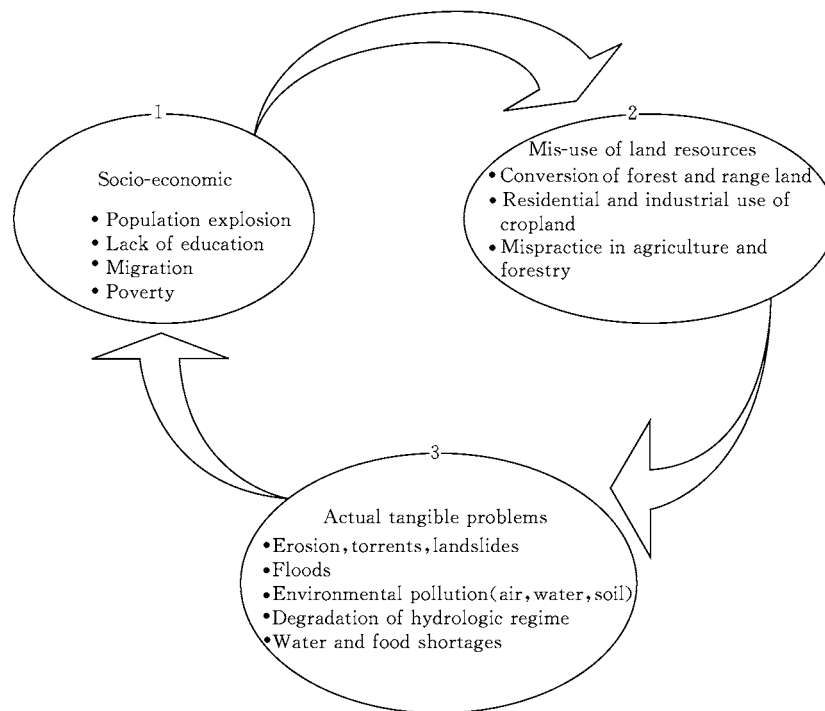 1
Socio-economic
• Population explosion
• Lack of education
• Migration
• Poverty
2
Mis-use of land resources
• Conversion of forest and range land
• Residential and industrial use of
cropland
• Mispractice in agriculture and
forestry
3
Actual tangible problems
• Erosion, torrents, landslides
• Floods
• Environmental pollution(air, water, soil)
• Degradation of hydrologic regime
• Water and food shortages